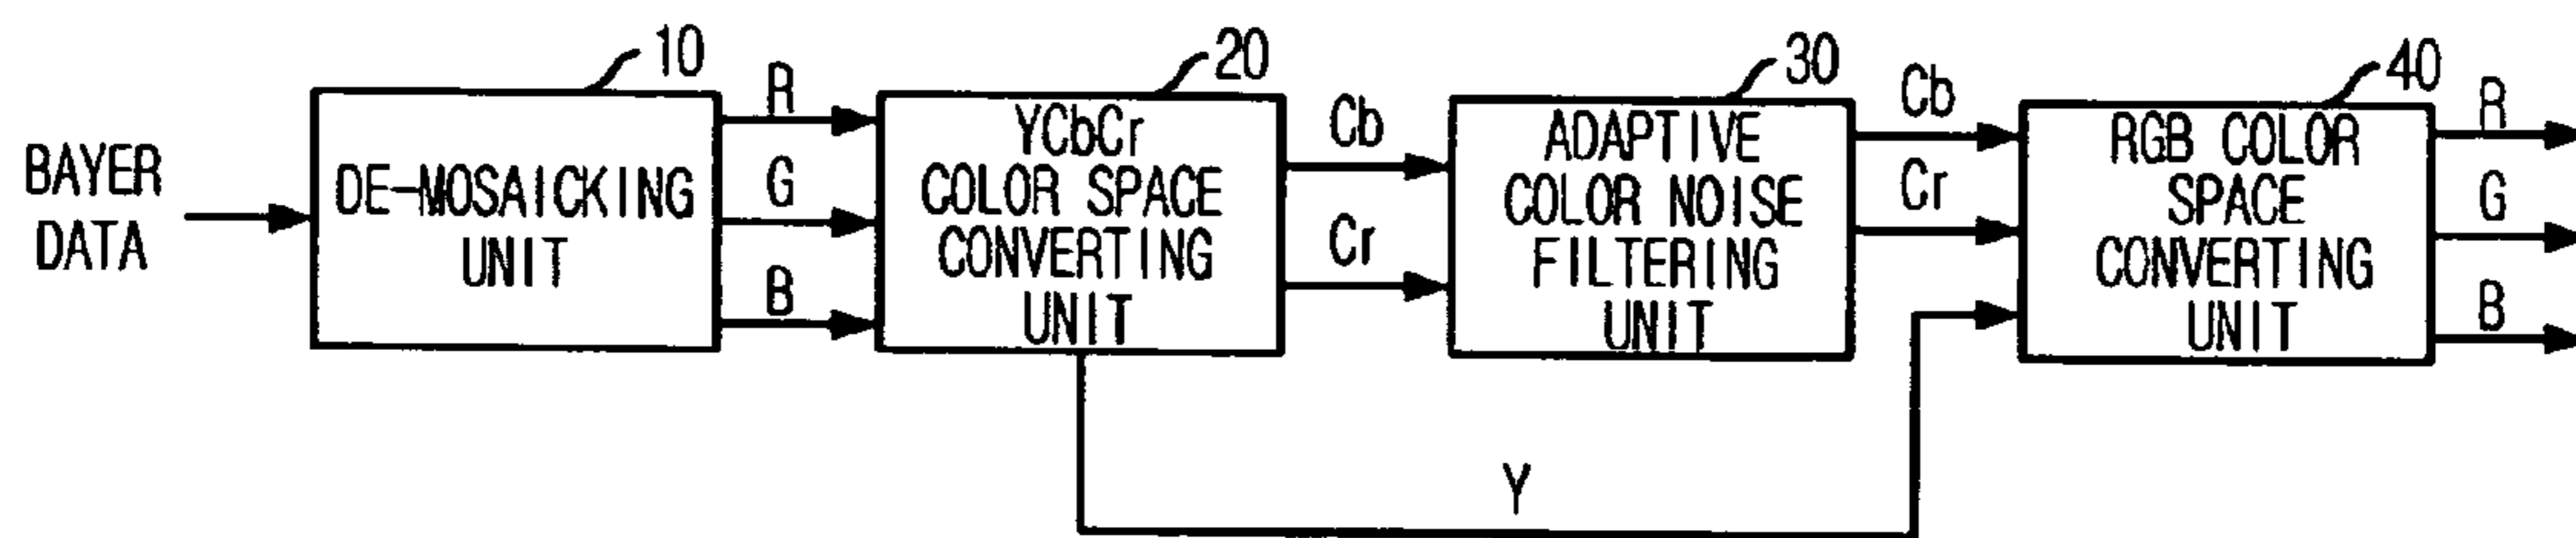 BAYER
DATA
10
DE-MOSAICKING
UNIT
R
G
B
20
YCbCr
COLOR SPACE
CONVERTING
UNIT
Cb
Cr
Y
30
ADAPTIVE
COLOR NOISE
FILTERING
UNIT
Cb
Cr
40
RGB COLOR
SPACE
CONVERTING
UNIT
R
G
B